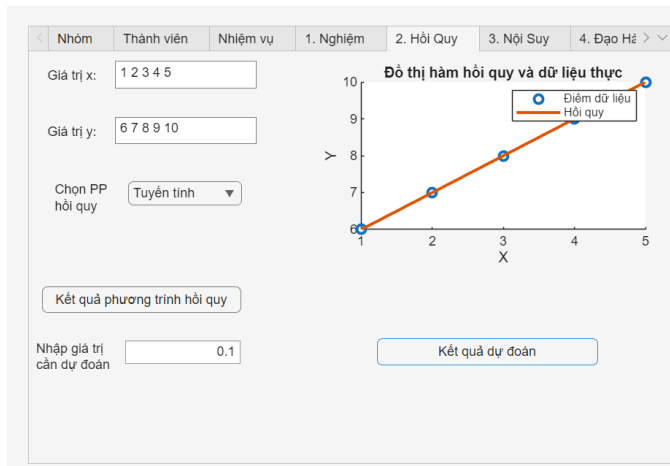 Nhóm Thành viên Nhiệm vụ 1. Nghiệm 2. Hồi Quy 3. Nội Suy 4. Đạo Hà
Giá trị x: 1 2 3 4 5
Giá trị y: 6 7 8 9 10
Chọn PP
hồi quy
Tuyến tính
Kết quả phương trình hồi quy
Nhập giá trị
cần dự đoán
0.1
Đồ thị hàm hồi quy và dữ liệu thực
Điểm dữ liệu
Hồi quy
10
9
8
7
6
Y
1 2 3 4 5
X
Kết quả dự đoán